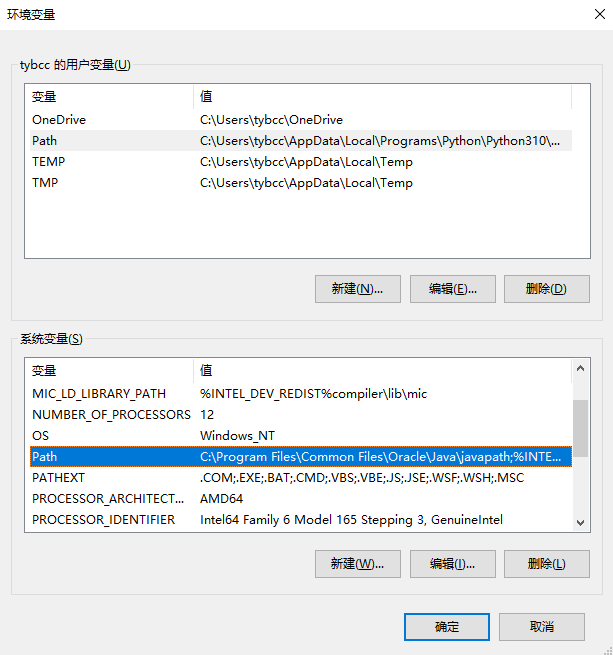 环境变量
tybcc 的用户变量(U)
变量 值
OneDrive C:\Users\tybcc\OneDrive
Path C:\Users\tybcc\AppData\Local\Programs\Python\Python310\...
TEMP C:\Users\tybcc\AppData\Local\Temp
TMP C:\Users\tybcc\AppData\Local\Temp
新建(N)... 编辑(E)... 删除(D)
系统变量(S)
变量 值
MIC_LD_LIBRARY_PATH %INTEL_DEV_REDIST%compiler\lib\mic
NUMBER_OF_PROCESSORS 12
OS Windows_NT
Path C:\Program Files\Common Files\Oracle\Java\javapath;%INTE...
PATHEXT .COM;.EXE;.BAT;.CMD;.VBS;.VBE;.JS;.JSE;.WSF;.WSH;.MSC
PROCESSOR_ARCHITECT... AMD64
PROCESSOR_IDENTIFIER Intel64 Family 6 Model 165 Stepping 3, GenuineIntel
新建(W)... 编辑(I)... 删除(L)
确定 取消